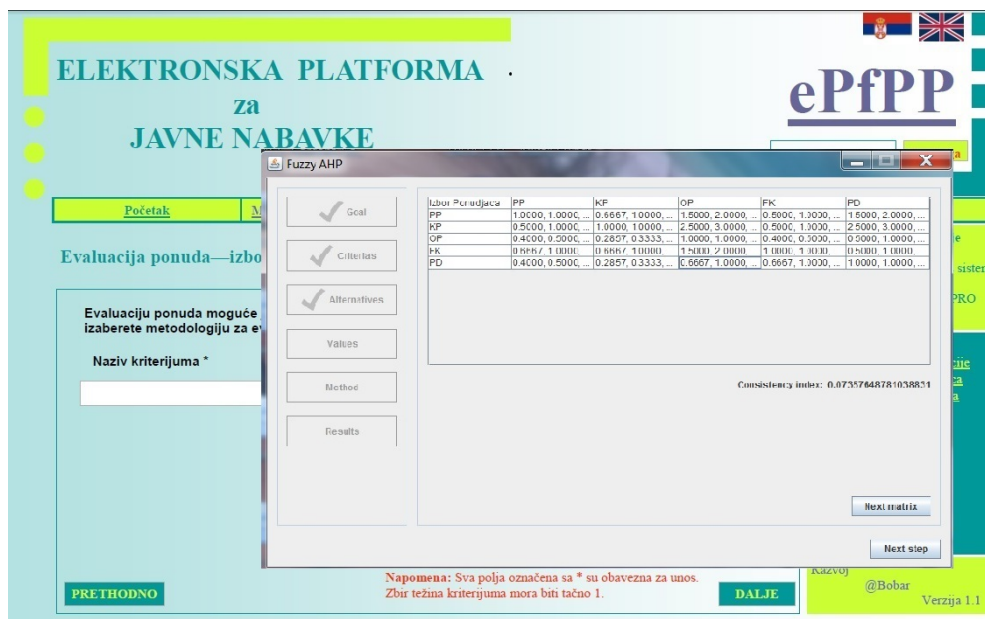 ELEKTRONSKA PLATFORMA
za
JAVNE NABAVKE
ePfPP
Početak
M
Evaluacija ponuda—izbo
Evaluaciju ponuda moguće
izaberete metodologiju za e
Naziv kriterijuma *
Fuzzy AHP
Goal
Criterias
Alternatives
Values
Method
Results
Izbor Ponudjaca PP KP OP FK PD
PP 1.0000, 1.0000, ... 0.6667, 1.0000, ... 1.5000, 2.0000, ... 0.5000, 1.0000, ... 1.5000, 2.0000, ...
KP 0.5000, 1.0000, ... 1.0000, 1.0000, ... 2.5000, 3.0000, ... 0.5000, 1.0000, ... 2.5000, 3.0000, ...
OP 0.4000, 0.5000, ... 0.2857, 0.3333, ... 1.0000, 1.0000, ... 0.4000, 0.5000, ... 0.5000, 1.0000, ...
FK 0.6667, 1.0000, ... 0.6667, 1.0000, ... 1.5000, 2.0000, ... 1.0000, 1.0000, ... 0.5000, 1.0000, ...
PD 0.4000, 0.5000, ... 0.2857, 0.3333, ... 0.6667, 1.0000, ... 0.6667, 1.0000, ... 1.0000, 1.0000, ...
Consistency index: 0.07357648781038831
Next matrix
Next step
a
je
sister
PRO
cije
ca
a
Napomena: Sva polja označena sa * su obavezna za unos.
Zbir težina kriterijuma mora biti tačno 1.
PRETHODNO
DALJE
Razvoj
@Bobar
Verzija 1.1